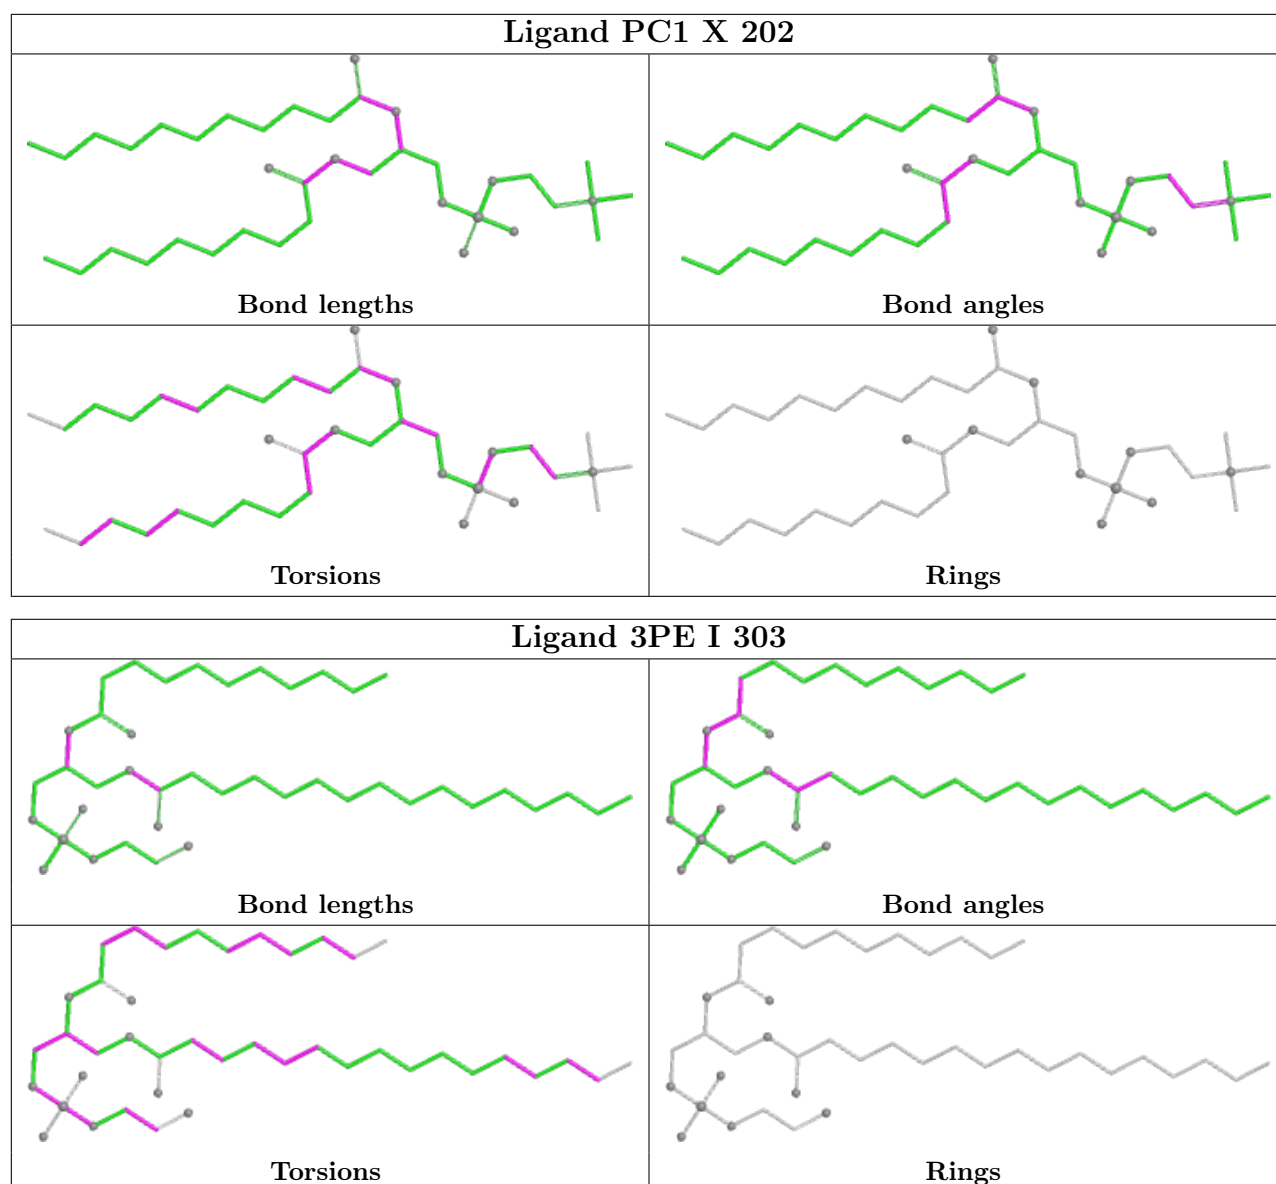 Ligand PC1 X 202
Bond lengths
Bond angles
Torsions
Rings
Ligand 3PE I 303
Bond lengths
Bond angles
Torsions
Rings